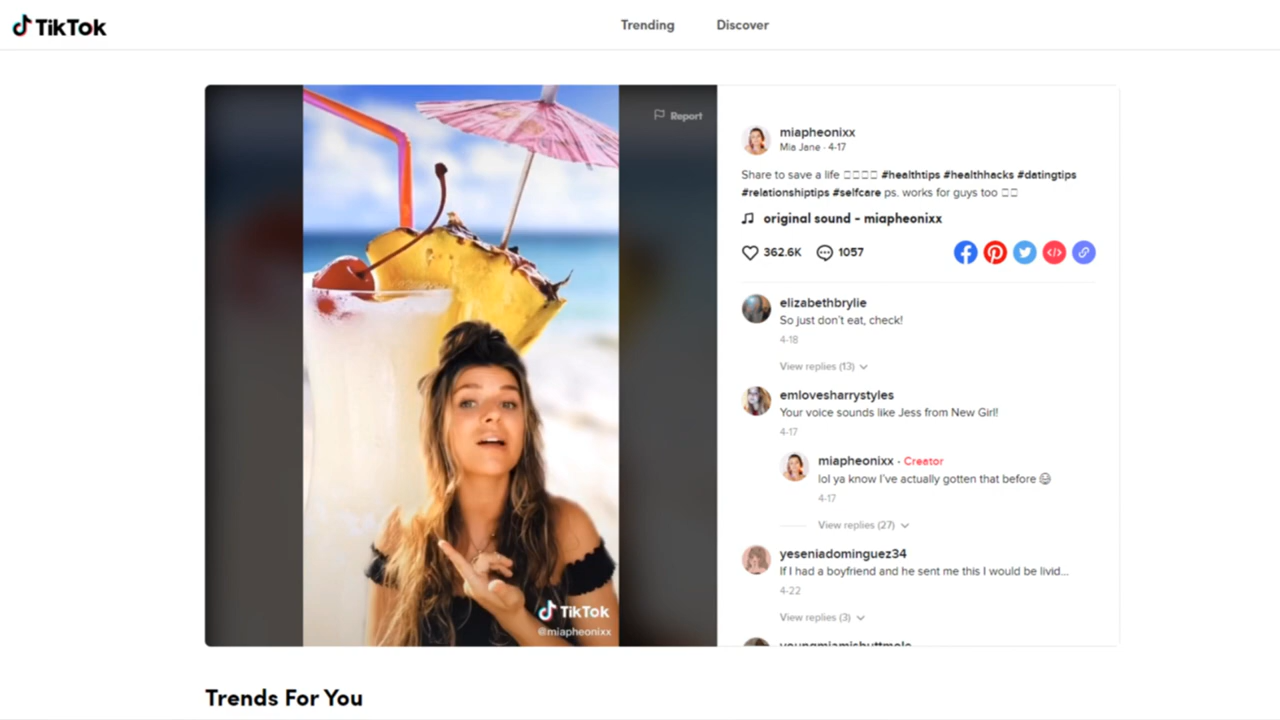 TikTok
Trending
Discover
Report
TikTok
@miapheonixx
miapheonixx
Mia Jane · 4-17
Share to save a life #healthtips #healthhacks #datingtips
#relationshiptips #selfcare ps. works for guys too
original sound - miapheonixx
362.6K
1057
elizabethbrylie
So just don't eat, check!
4-18
View replies (13)
emlovesharrystyles
Your voice sounds like Jess from New Girl!
4-17
miapheonixx · Creator
lol ya know I've actually gotten that before 😂
4-17
View replies (27)
yeseniadominguez34
If I had a boyfriend and he sent me this I would be livid...
4-22
View replies (3)
Trends For You